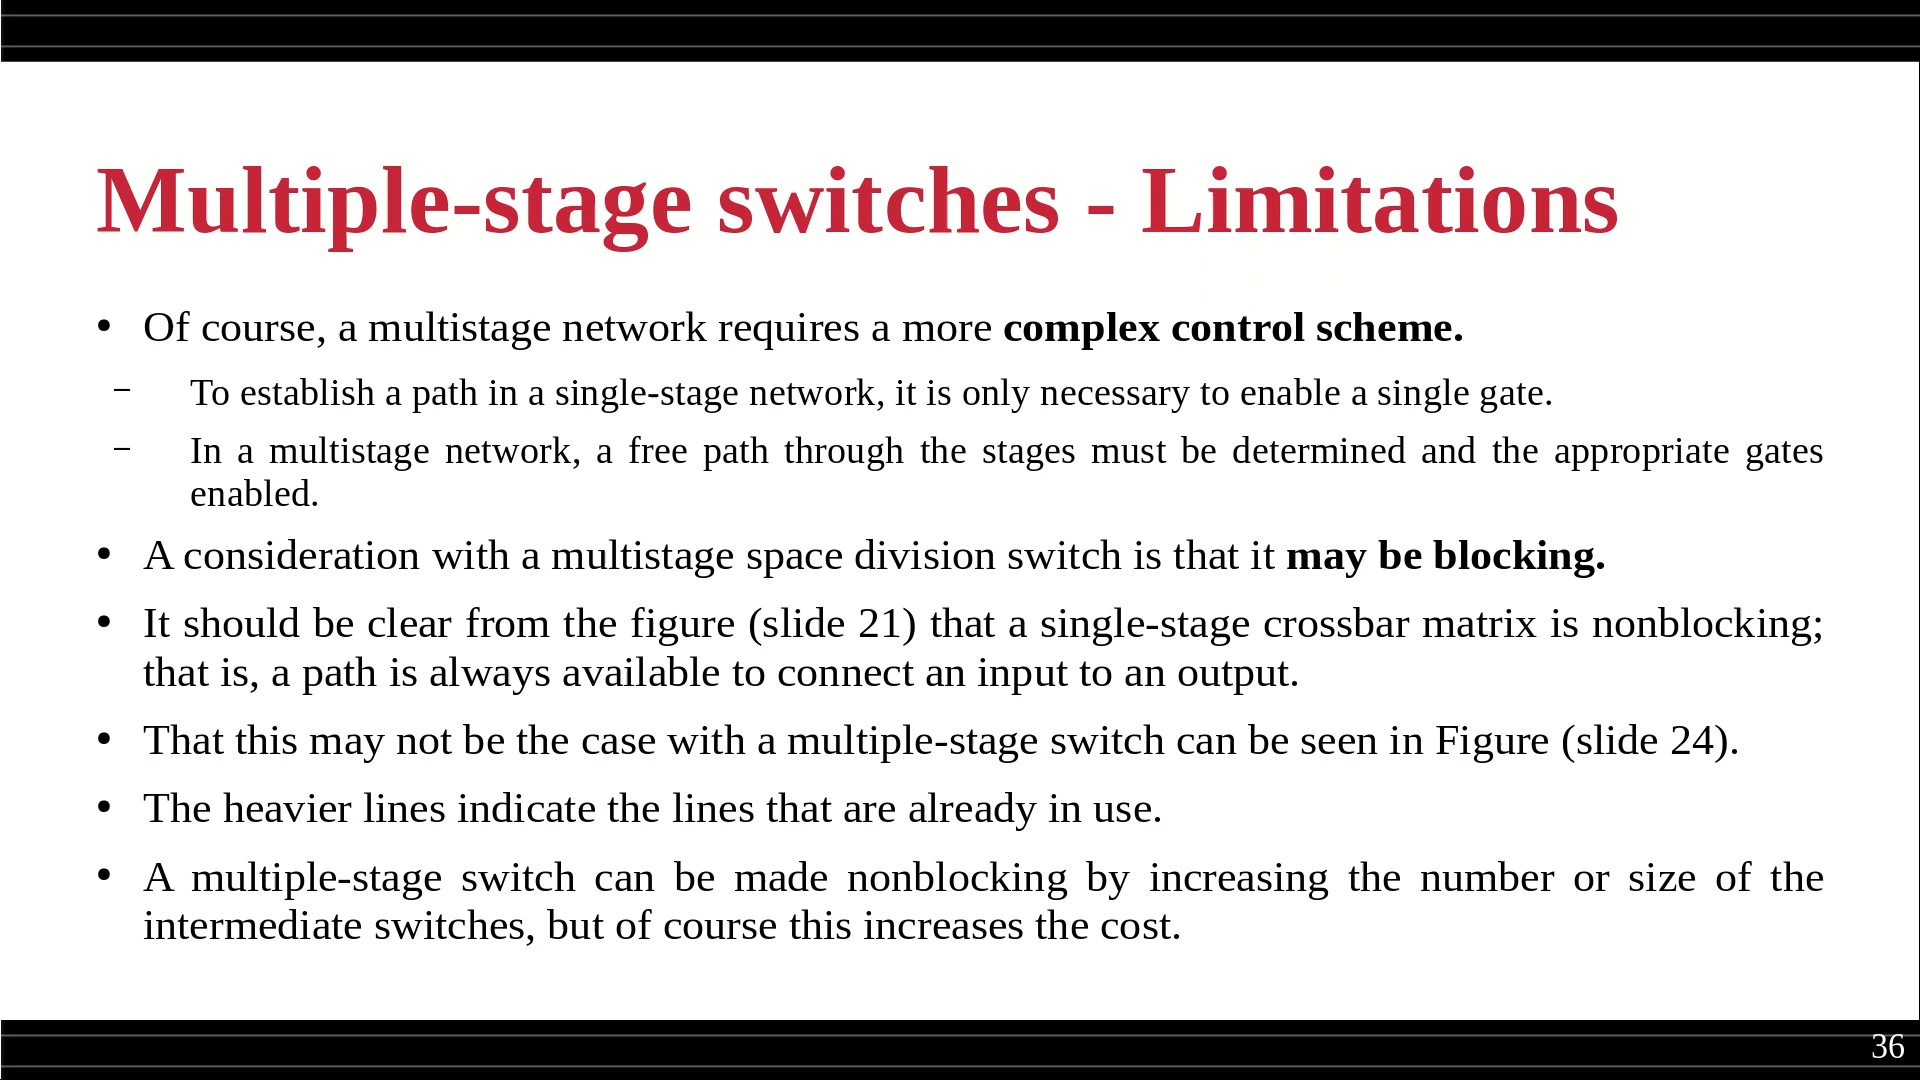 Multiple-stage switches - Limitations
• Of course, a multistage network requires a more complex control scheme.
– To establish a path in a single-stage network, it is only necessary to enable a single gate.
– In a multistage network, a free path through the stages must be determined and the appropriate gates
enabled.
• A consideration with a multistage space division switch is that it may be blocking.
• It should be clear from the figure (slide 21) that a single-stage crossbar matrix is nonblocking;
that is, a path is always available to connect an input to an output.
• That this may not be the case with a multiple-stage switch can be seen in Figure (slide 24).
• The heavier lines indicate the lines that are already in use.
• A multiple-stage switch can be made nonblocking by increasing the number or size of the
intermediate switches, but of course this increases the cost.
36